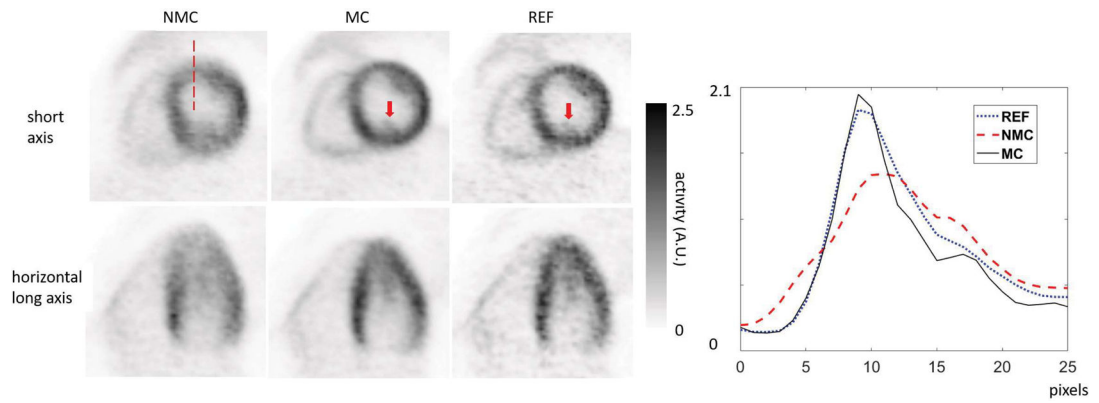 NMC MC REF
short
axis
horizontal
long axis
2.5
activity (A.U.)
0
2.1
0
REF
NMC
MC
0 5 10 15 20 25
pixels